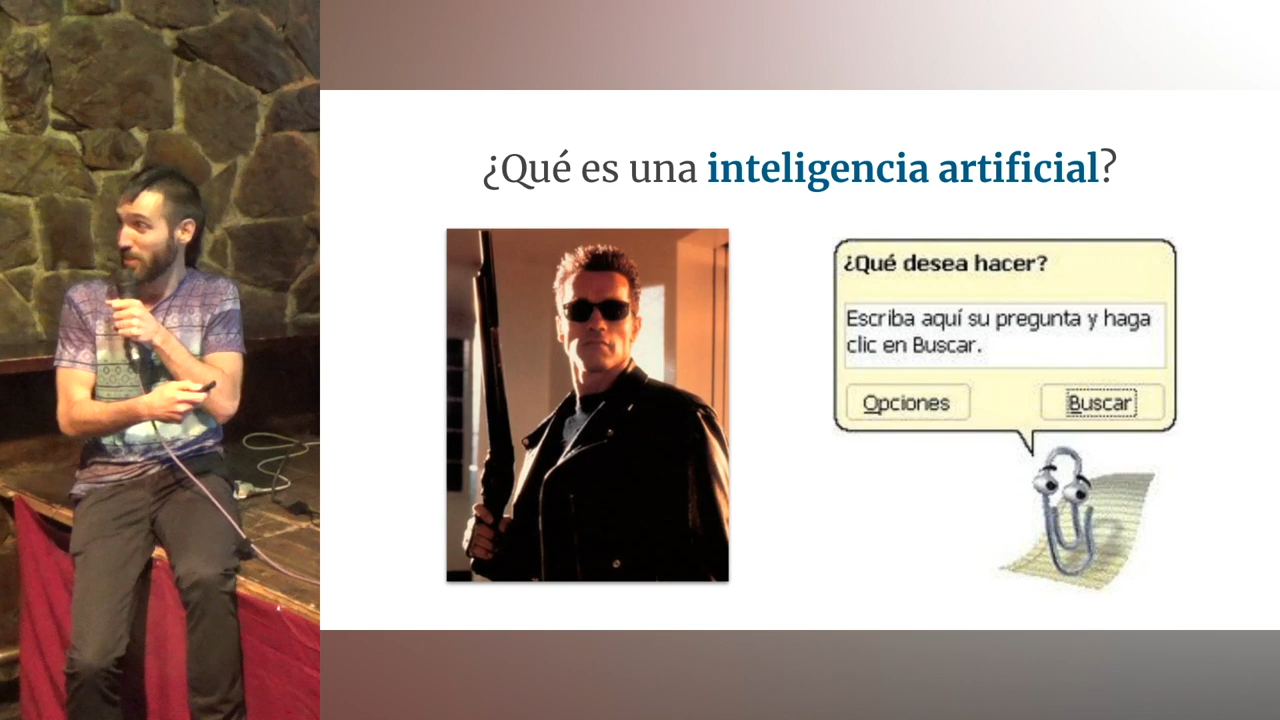 ¿Qué es una inteligencia artificial?
¿Qué desea hacer?
Escriba aquí su pregunta y haga
clic en Buscar.
Opciones
Buscar